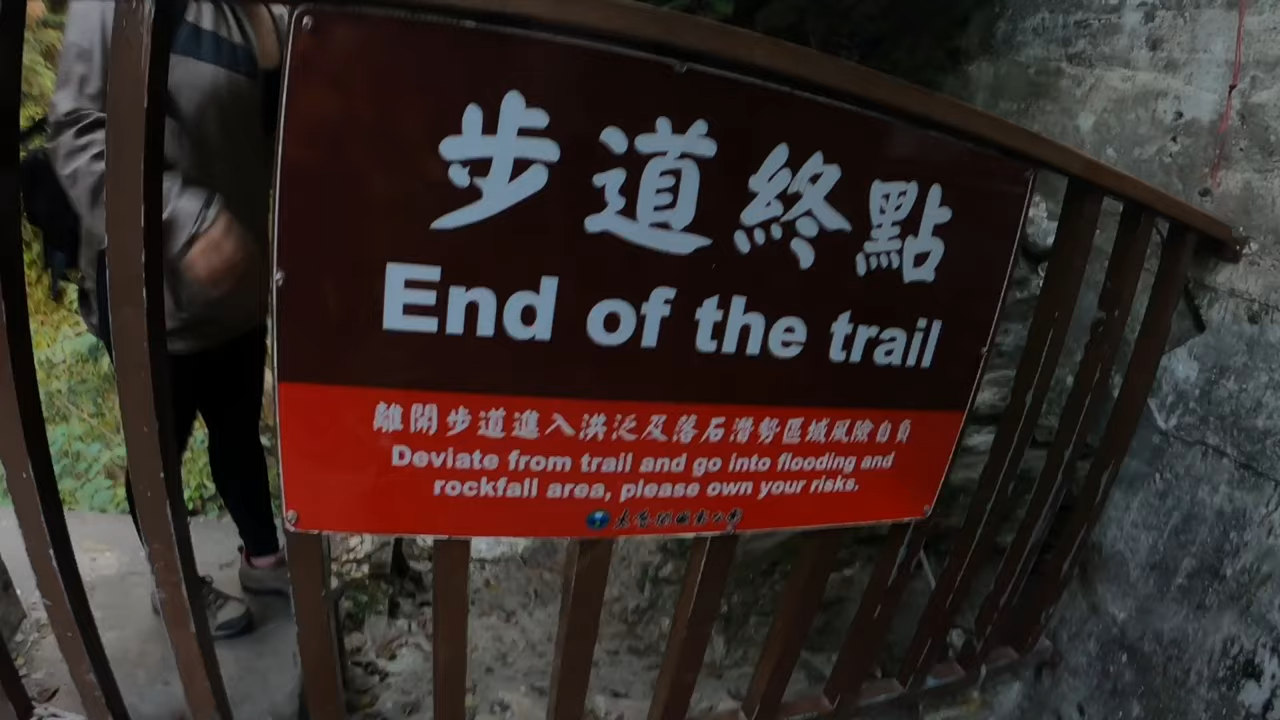 步道終點
End of the trail
離開步道進入洪泛及落石潛勢區域風險自負
Deviate from trail and go into flooding and
rockfall area, please own your risks.